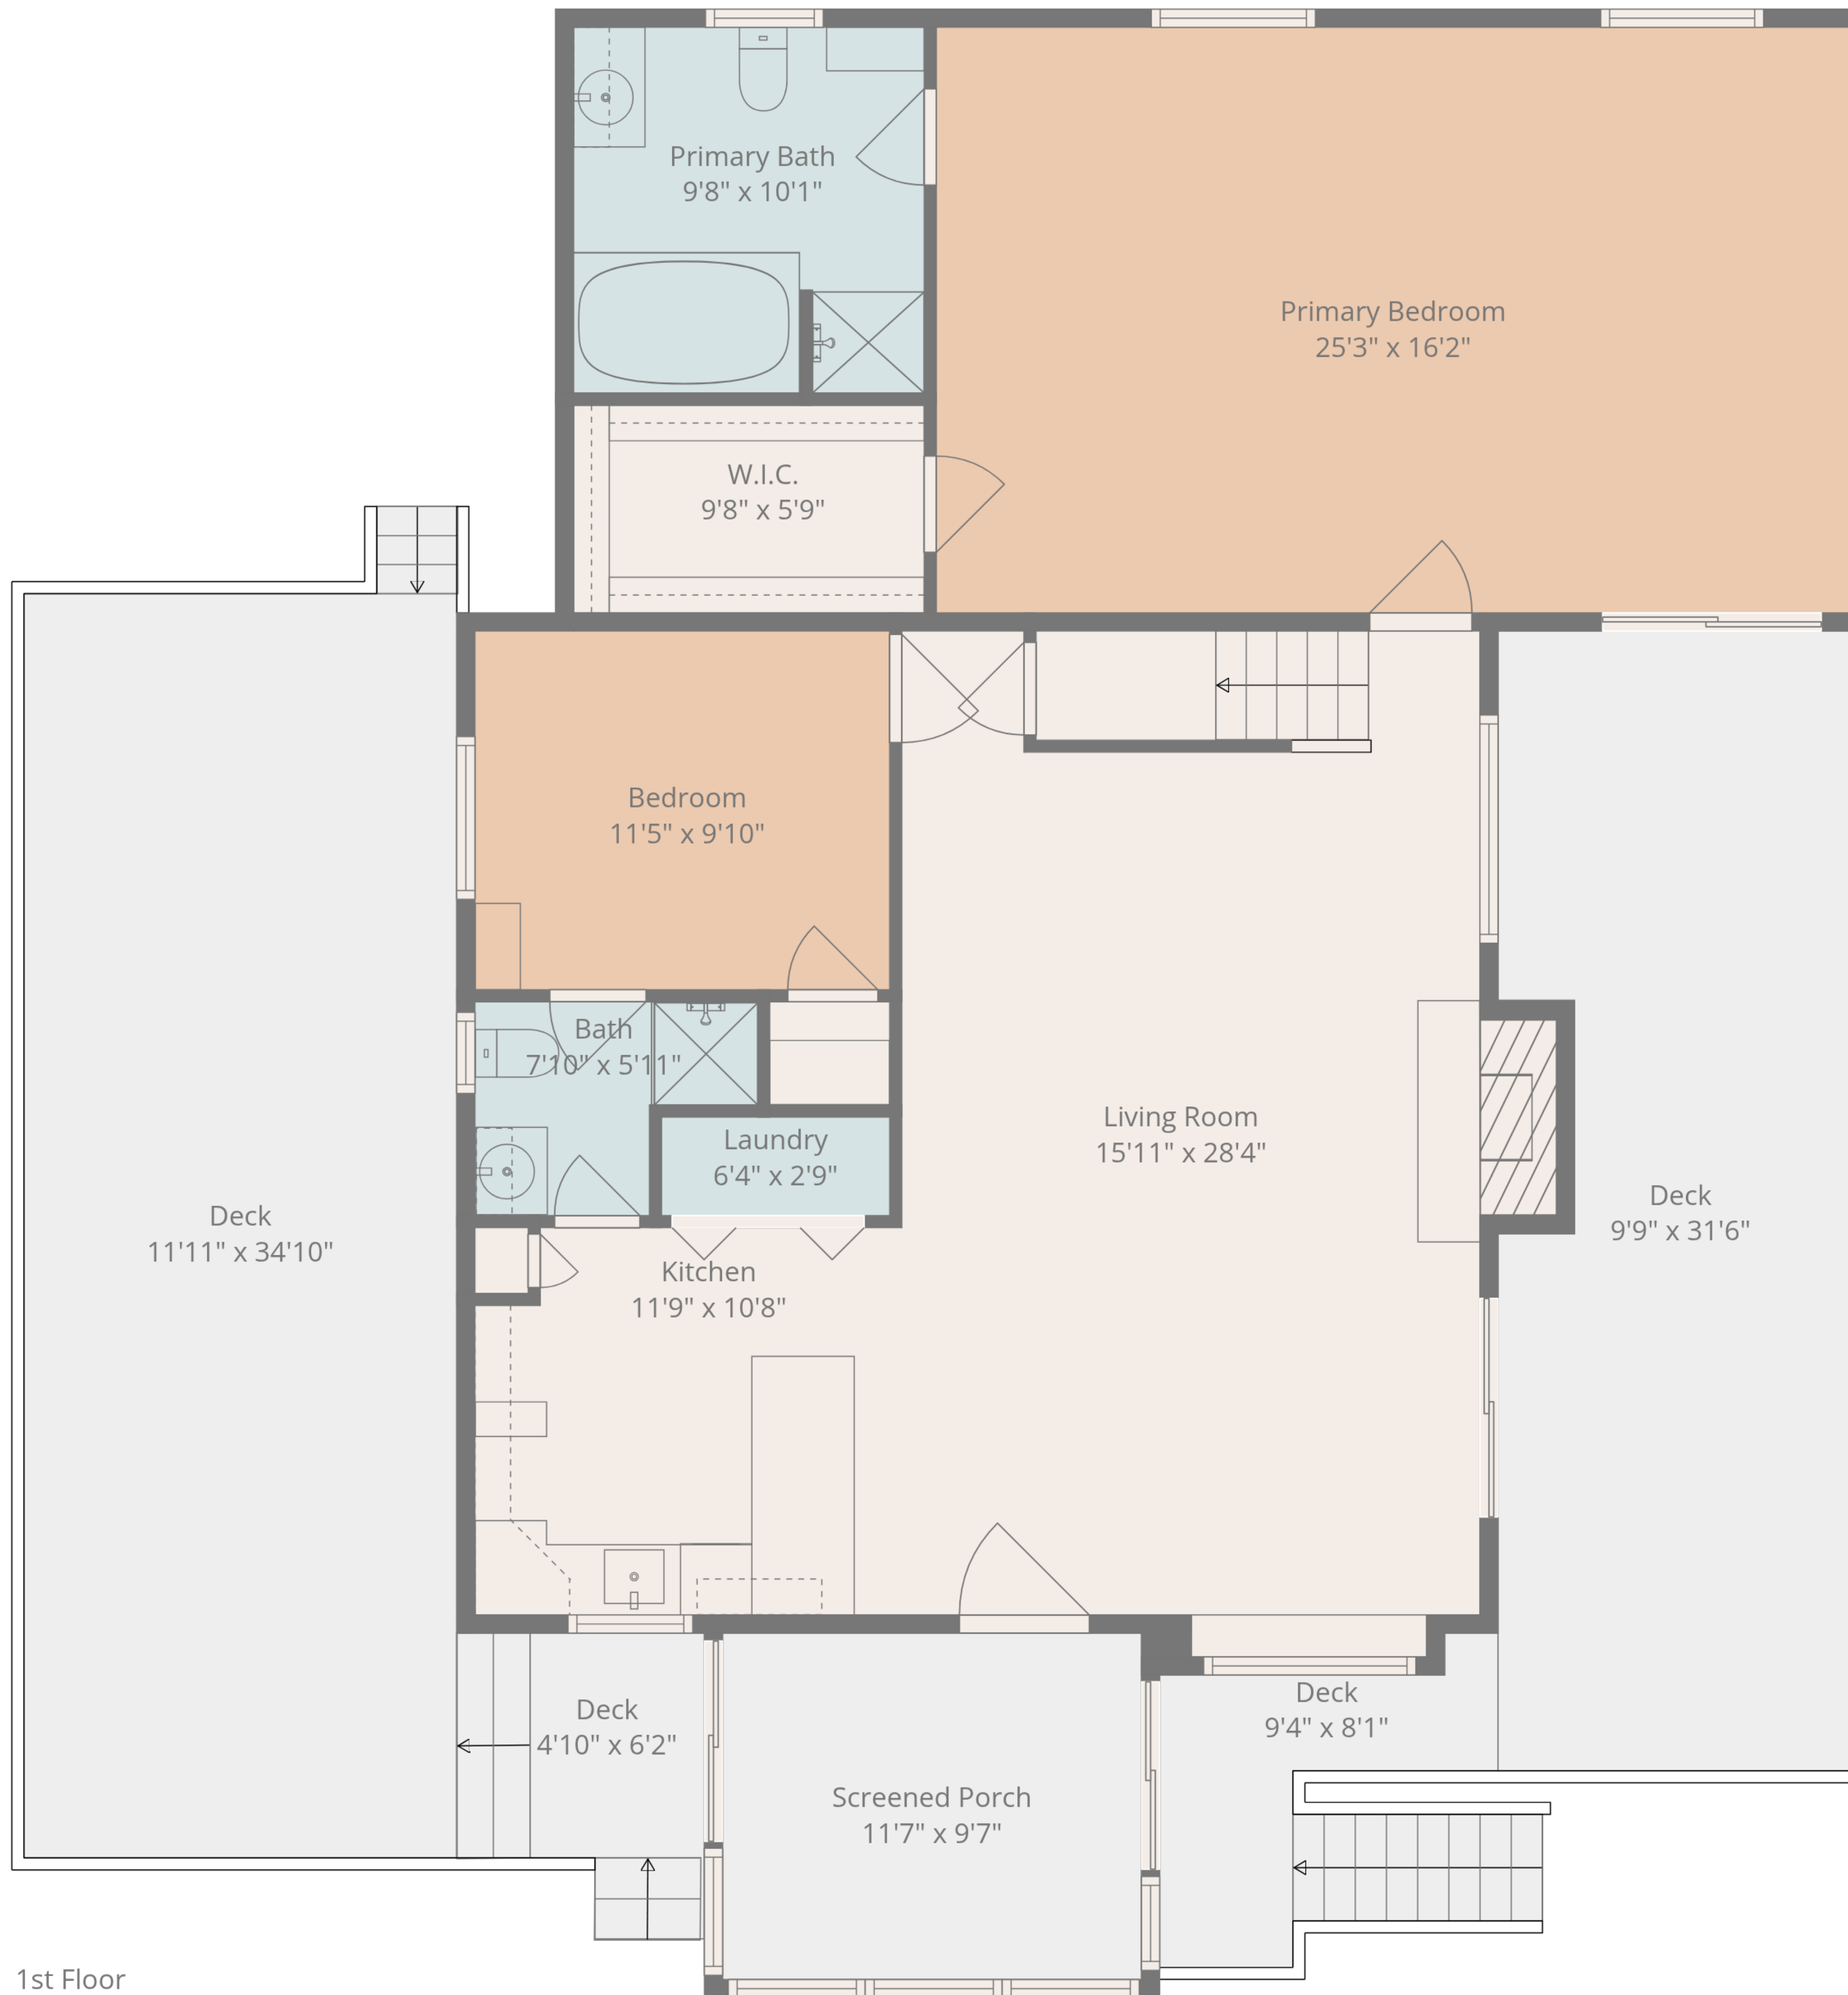 Primary Bath
9'8" x 10'1"
Primary Bedroom
25'3" x 16'2"
W.I.C.
9'8" x 5'9"
Bedroom
11'5" x 9'10"
Bath
7'10" x 5'11"
Living Room
15'11" x 28'4"
Laundry
6'4" x 2'9"
Deck
11'11" x 34'10"
Deck
9'9" x 31'6"
Kitchen
11'9" x 10'8"
Deck
4'10" x 6'2"
Deck
9'4" x 8'1"
Screened Porch
11'7" x 9'7"
1st Floor